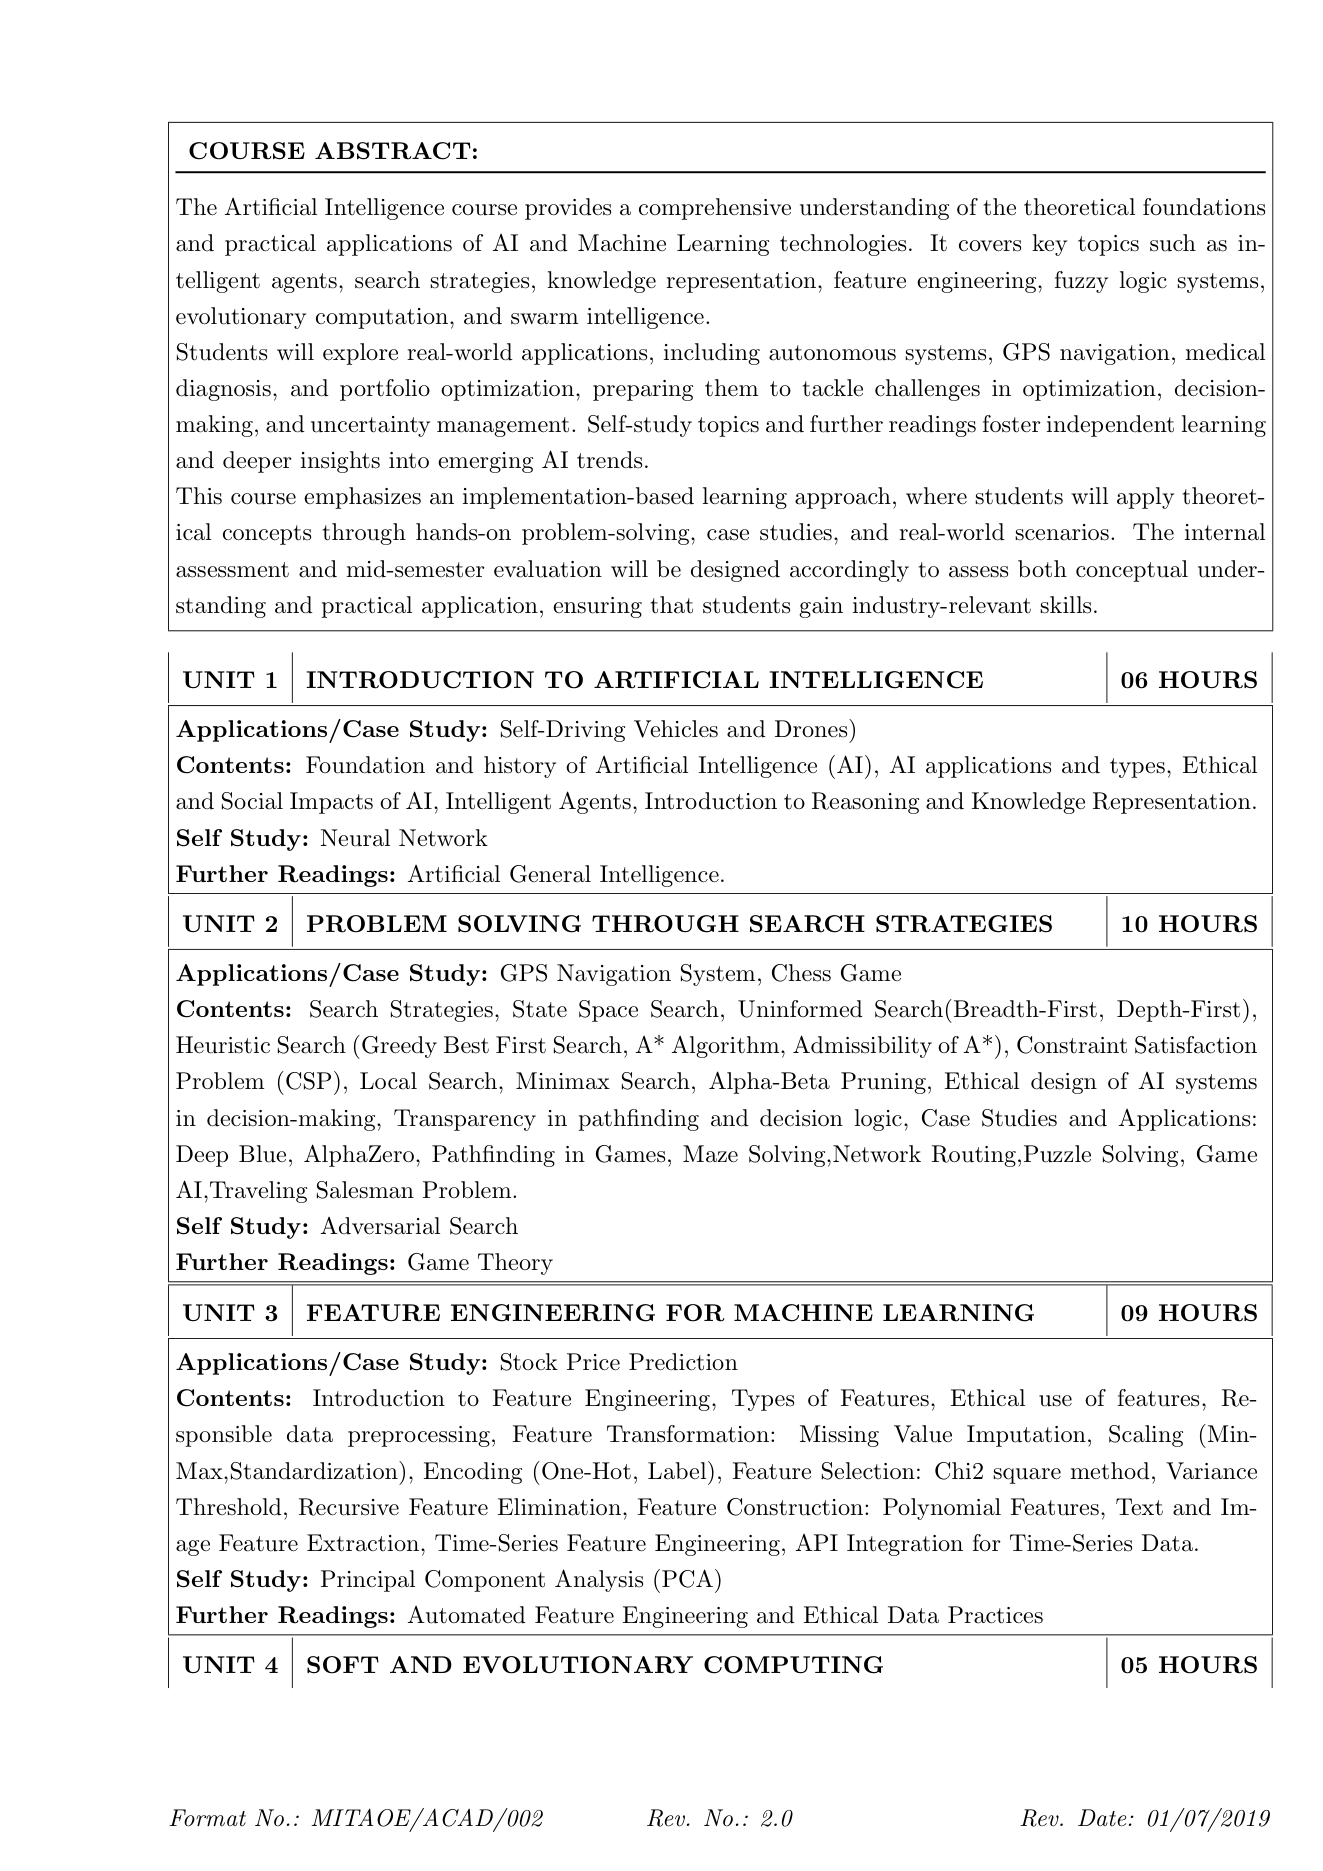 COURSE ABSTRACT:
The Artificial Intelligence course provides a comprehensive understanding of the theoretical foundations
and practical applications of AI and Machine Learning technologies. It covers key topics such as in-
telligent agents, search strategies, knowledge representation, feature engineering, fuzzy logic systems,
evolutionary computation, and swarm intelligence.
Students will explore real-world applications, including autonomous systems, GPS navigation, medical
diagnosis, and portfolio optimization, preparing them to tackle challenges in optimization, decision-
making, and uncertainty management. Self-study topics and further readings foster independent learning
and deeper insights into emerging AI trends.
This course emphasizes an implementation-based learning approach, where students will apply theoret-
ical concepts through hands-on problem-solving, case studies, and real-world scenarios. The internal
assessment and mid-semester evaluation will be designed accordingly to assess both conceptual under-
standing and practical application, ensuring that students gain industry-relevant skills.
UNIT 1 INTRODUCTION TO ARTIFICIAL INTELLIGENCE 06 HOURS
Applications/Case Study: Self-Driving Vehicles and Drones)
Contents: Foundation and history of Artificial Intelligence (AI), AI applications and types, Ethical
and Social Impacts of AI, Intelligent Agents, Introduction to Reasoning and Knowledge Representation.
Self Study: Neural Network
Further Readings: Artificial General Intelligence.
UNIT 2 PROBLEM SOLVING THROUGH SEARCH STRATEGIES 10 HOURS
Applications/Case Study: GPS Navigation System, Chess Game
Contents: Search Strategies, State Space Search, Uninformed Search(Breadth-First, Depth-First),
Heuristic Search (Greedy Best First Search, A* Algorithm, Admissibility of A*), Constraint Satisfaction
Problem (CSP), Local Search, Minimax Search, Alpha-Beta Pruning, Ethical design of AI systems
in decision-making, Transparency in pathfinding and decision logic, Case Studies and Applications:
Deep Blue, AlphaZero, Pathfinding in Games, Maze Solving,Network Routing,Puzzle Solving, Game
AI,Traveling Salesman Problem.
Self Study: Adversarial Search
Further Readings: Game Theory
UNIT 3 FEATURE ENGINEERING FOR MACHINE LEARNING 09 HOURS
Applications/Case Study: Stock Price Prediction
Contents: Introduction to Feature Engineering, Types of Features, Ethical use of features, Re-
sponsible data preprocessing, Feature Transformation: Missing Value Imputation, Scaling (Min-
Max,Standardization), Encoding (One-Hot, Label), Feature Selection: Chi2 square method, Variance
Threshold, Recursive Feature Elimination, Feature Construction: Polynomial Features, Text and Im-
age Feature Extraction, Time-Series Feature Engineering, API Integration for Time-Series Data.
Self Study: Principal Component Analysis (PCA)
Further Readings: Automated Feature Engineering and Ethical Data Practices
UNIT 4 SOFT AND EVOLUTIONARY COMPUTING 05 HOURS
Format No.: MITAOE/ACAD/002 Rev. No.: 2.0 Rev. Date: 01/07/2019